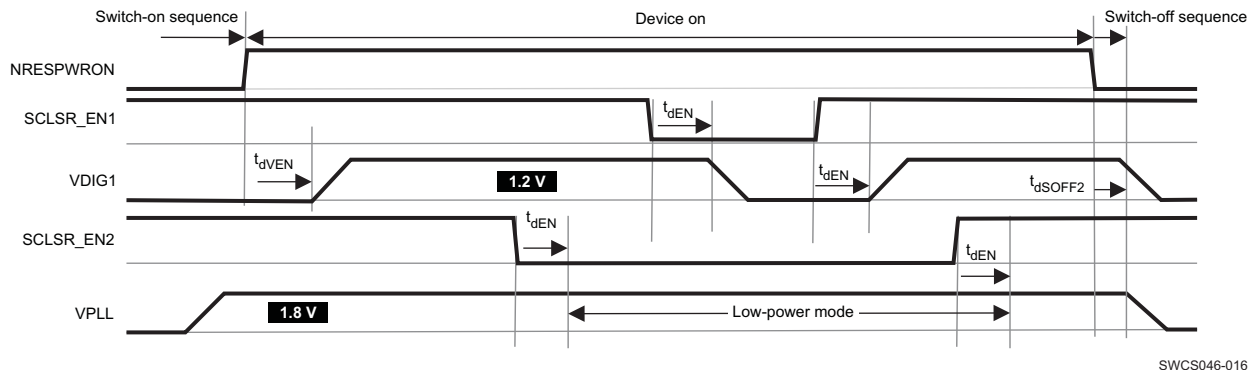 Switch-on sequence
Device on
Switch-off sequence
NRESPWRON
SCLSR_EN1
tdEN
VDIG1
tdVEN
1.2 V
tdEN
tdSOFF2
SCLSR_EN2
tdEN
tdEN
VPLL
1.8 V
Low-power mode
SWCS046-016